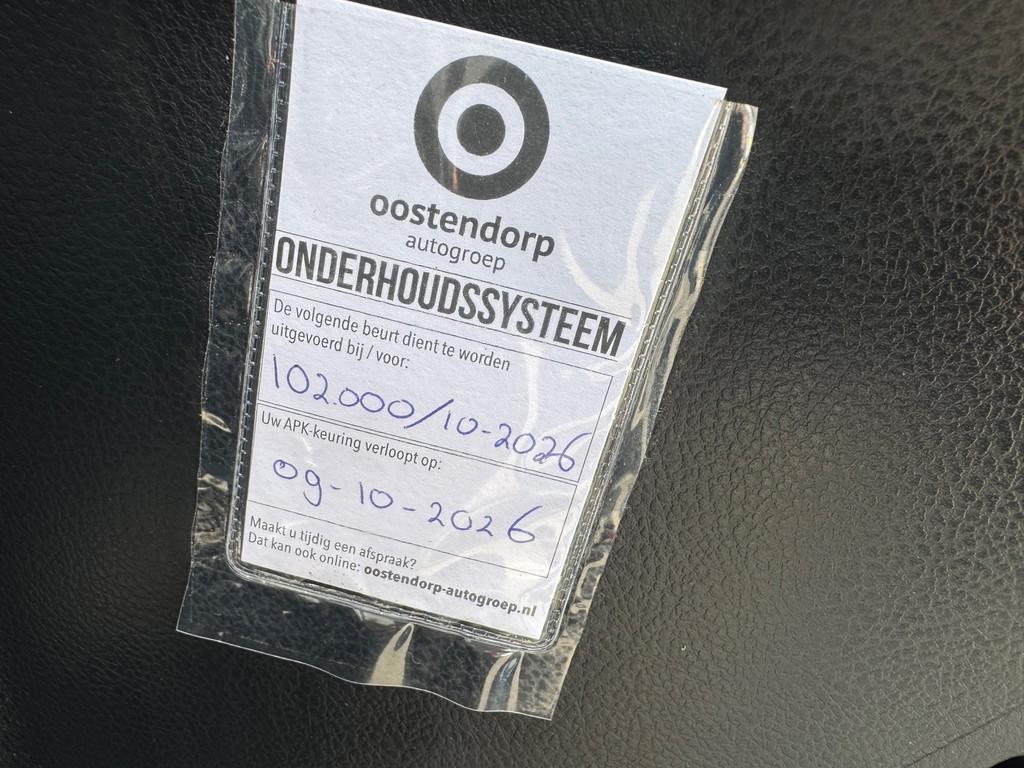 oostendorp
autogroep
ONDERHOUDSSYSTEEM
De volgende beurt dient te worden
uitgevoerd bij / voor:
102.000/10-2026
Uw APK-keuring verloopt op:
09-10-2026
Maakt u tijdig een afspraak?
Dat kan ook online: oostendorp-autogroep.nl